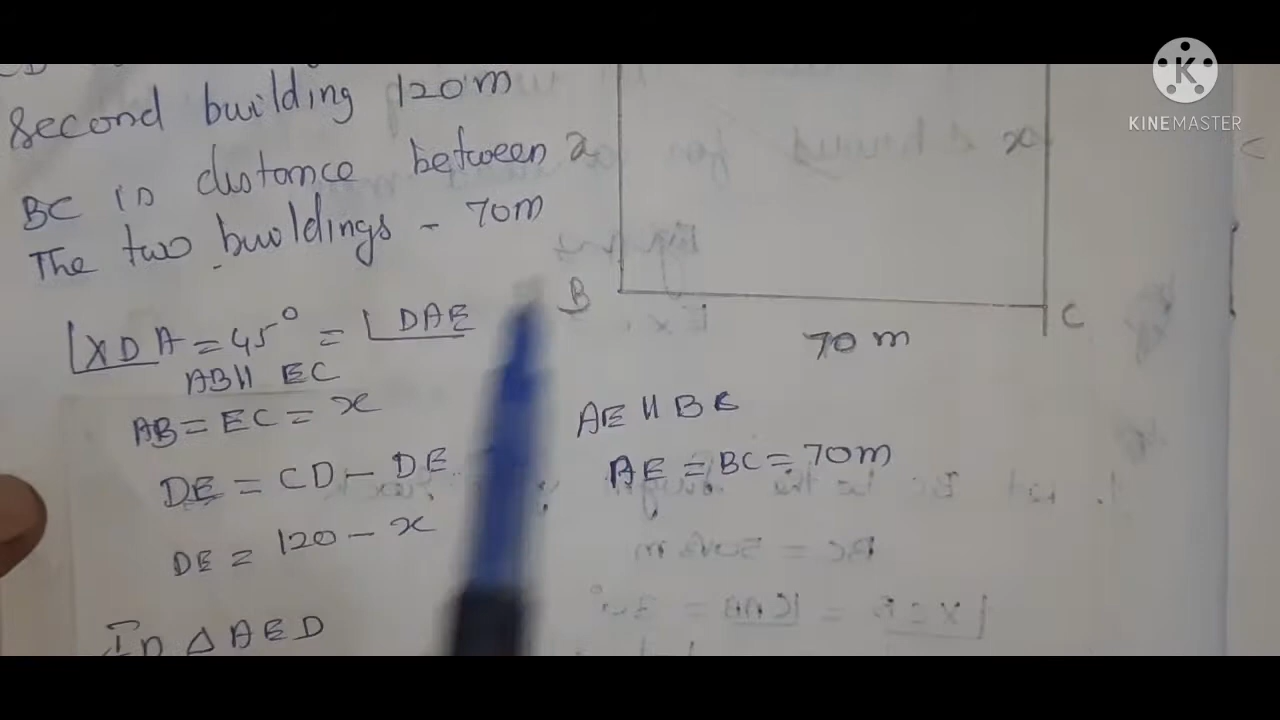 Second building 120m
BC is distance between 2
The two buildings - 70m
∠XDA = 45° = ∠DAE
AB || EC
AB = EC = x
DE = CD - DE
DE = 120 - x
In △ AED
x
B
C
70 m
AE || BC
AE = BC = 70m
K
KINEMASTER